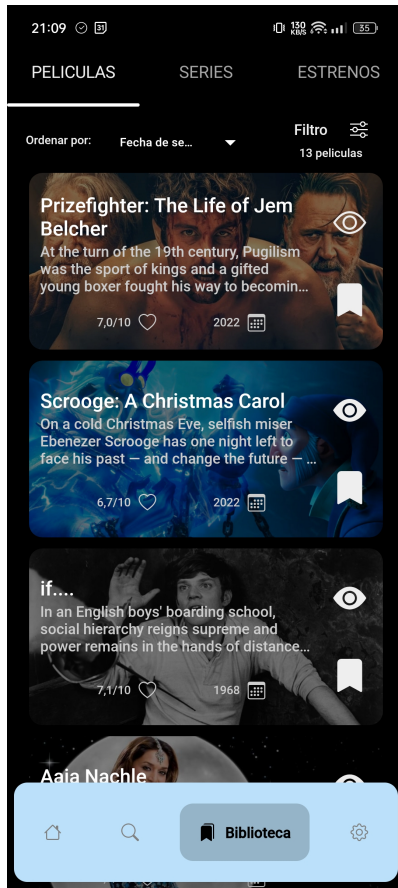 21:09
31
130
KB/S
35
PELICULAS
SERIES
ESTRENOS
Ordenar por:
Fecha de se...
Filtro
13 peliculas
Prizefighter: The Life of Jem
Belcher
At the turn of the 19th century, Pugilism
was the sport of kings and a gifted
young boxer fought his way to becomin...
7,0/10
2022
Scrooge: A Christmas Carol
On a cold Christmas Eve, selfish miser
Ebenezer Scrooge has one night left to
face his past — and change the future — ...
6,7/10
2022
if....
In an English boys' boarding school,
social hierarchy reigns supreme and
power remains in the hands of distance...
7,1/10
1968
Aaja Nachle
Biblioteca